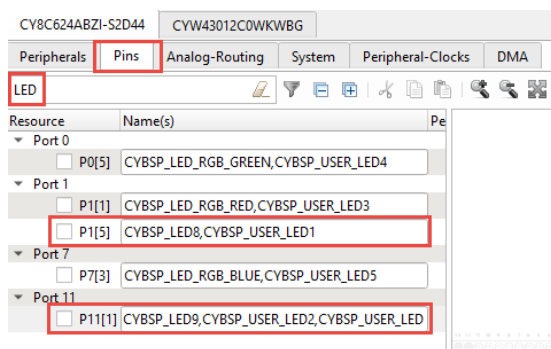 CY8C624ABZI-S2D44 CYW43012C0WKWBG
Peripherals Pins Analog-Routing System Peripheral-Clocks DMA
LED
Resource Name(s) Pe
Port 0
P0[5] CYBSP_LED_RGB_GREEN,CYBSP_USER_LED4
Port 1
P1[1] CYBSP_LED_RGB_RED,CYBSP_USER_LED3
P1[5] CYBSP_LED8,CYBSP_USER_LED1
Port 7
P7[3] CYBSP_LED_RGB_BLUE,CYBSP_USER_LED5
Port 11
P11[1] CYBSP_LED9,CYBSP_USER_LED2,CYBSP_USER_LED